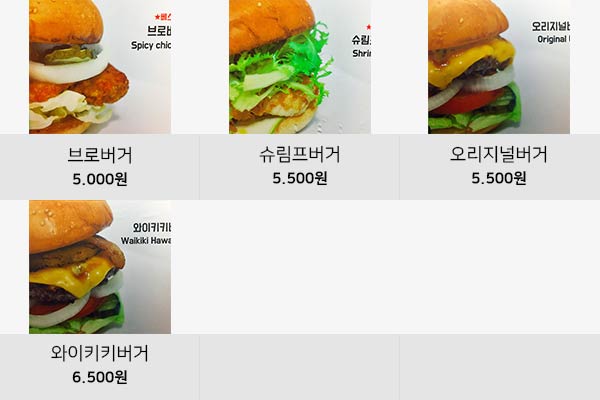 ★베스
브로버
Spicy chic
★
슈림프
Shrim
오리지널버
Original
브로버거
슈림프버거
오리지널버거
5.000원
5.500원
5.500원
와이키키버
Waikiki Hawa
와이키키버거
6.500원